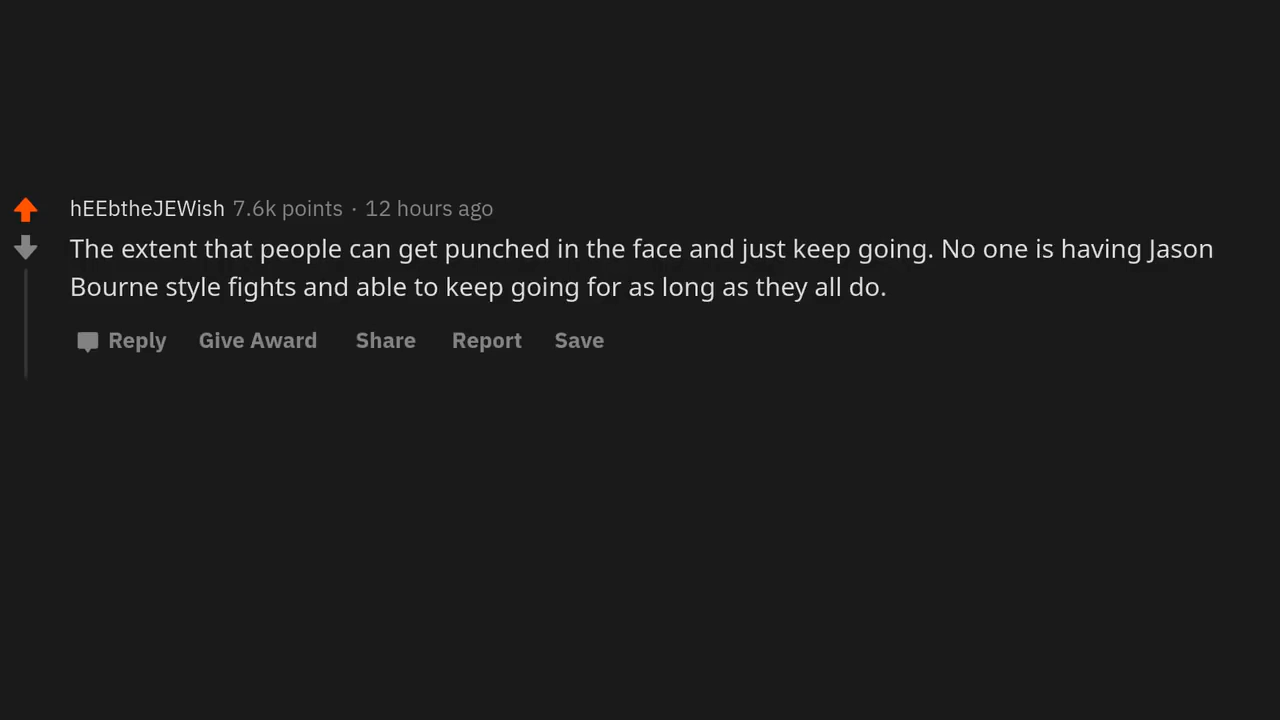 hEEbtheJEWish 7.6k points · 12 hours ago
The extent that people can get punched in the face and just keep going. No one is having Jason
Bourne style fights and able to keep going for as long as they all do.
Reply Give Award Share Report Save